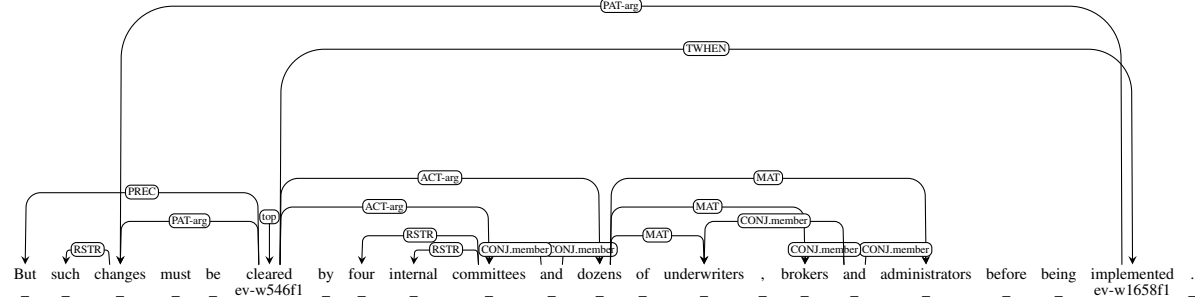 PAT-arg
TWHEN
ACT-arg MAT
PREC
ACT-arg MAT
top
PAT-arg CONJ.member
RSTR MAT
RSTR RSTR CONJ.member CONJ.member CONJ.member CONJ.member
But such changes must be cleared by four internal committees and dozens of underwriters , brokers and administrators before being implemented .
_ _ _ _ _ ev-w546f1 _ _ _ _ _ _ _ _ _ _ _ _ _ _ ev-w1658f1 _